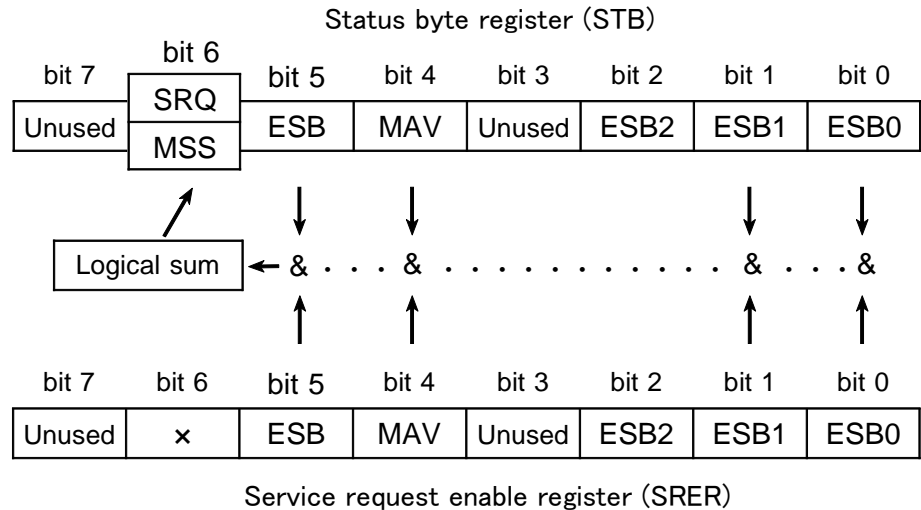 Status byte register (STB)
bit 7 bit 6 bit 5 bit 4 bit 3 bit 2 bit 1 bit 0
Unused SRQ MSS ESB MAV Unused ESB2 ESB1 ESB0
Logical sum & . . . & . . . . . . . . . . . . . & . . . &
bit 7 bit 6 bit 5 bit 4 bit 3 bit 2 bit 1 bit 0
Unused × ESB MAV Unused ESB2 ESB1 ESB0
Service request enable register (SRER)